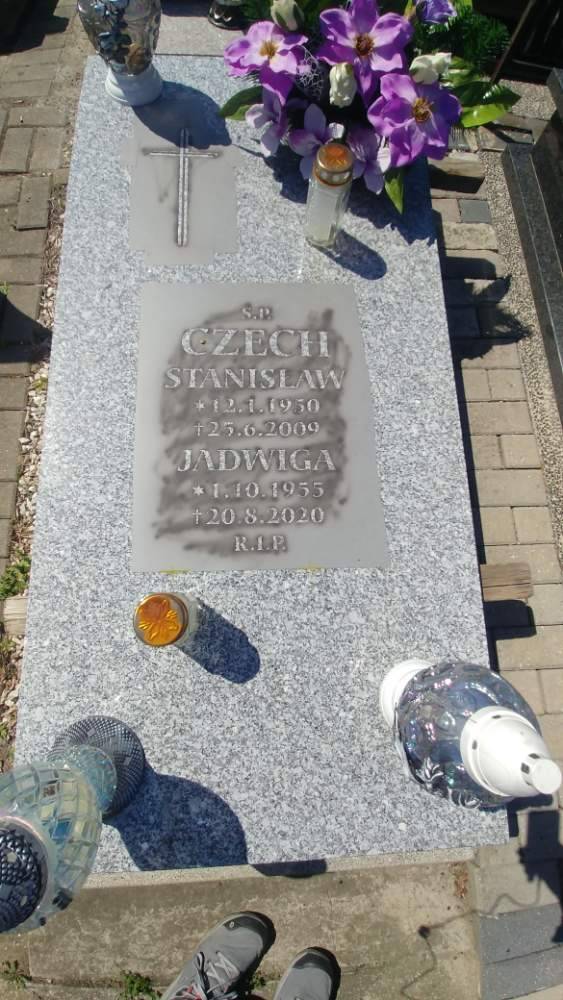 Ś.P.
CZECH
STANISŁAW
*12.1.1950
†25.6.2009
JADWIGA
*1.10.1955
†20.8.2020
R.I.P.